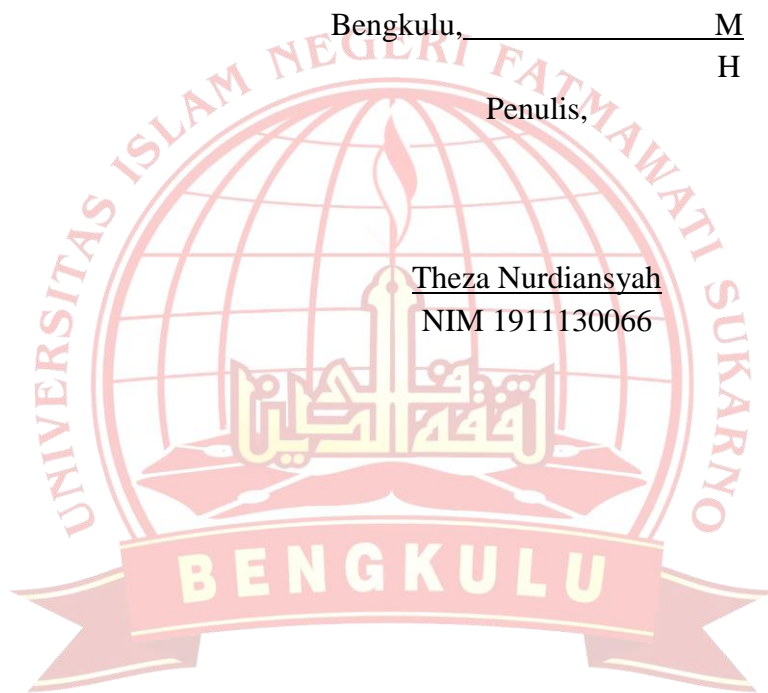 Bengkulu, M
H
Penulis,
Theza Nurdiansyah
NIM 1911130066
UNIVERSITAS ISLAM NEGERI FATMAWATI SUKARNO
BENGKULU